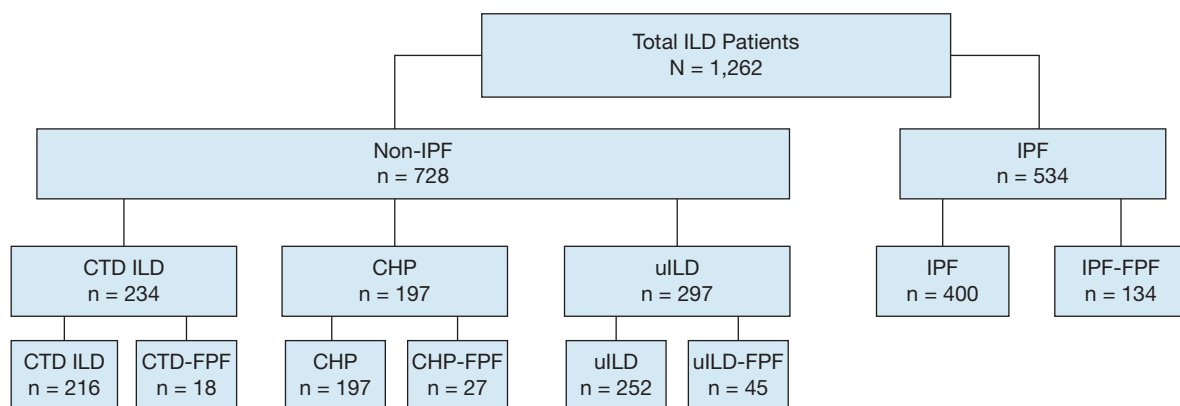 Total ILD Patients
N = 1,262
Non-IPF
n = 728
IPF
n = 534
CTD ILD
n = 234
CHP
n = 197
uILD
n = 297
IPF
n = 400
IPF-FPF
n = 134
CTD ILD
n = 216
CTD-FPF
n = 18
CHP
n = 197
CHP-FPF
n = 27
uILD
n = 252
uILD-FPF
n = 45